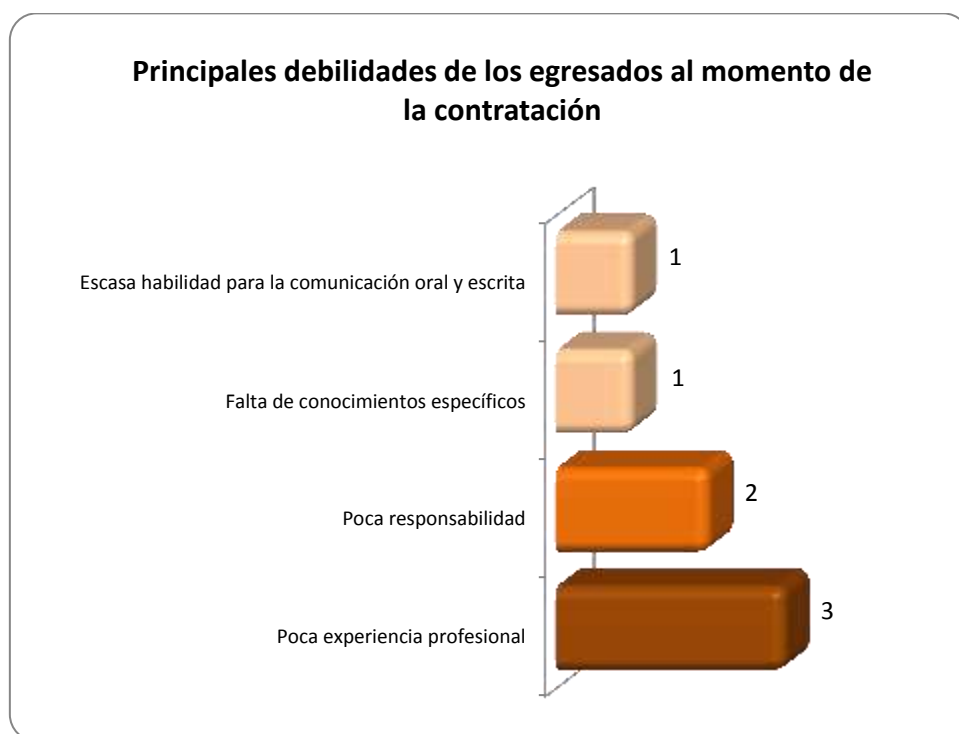 Principales debilidades de los egresados al momento de
la contratación
Escasa habilidad para la comunicación oral y escrita
1
Falta de conocimientos específicos
1
Poca responsabilidad
2
Poca experiencia profesional
3